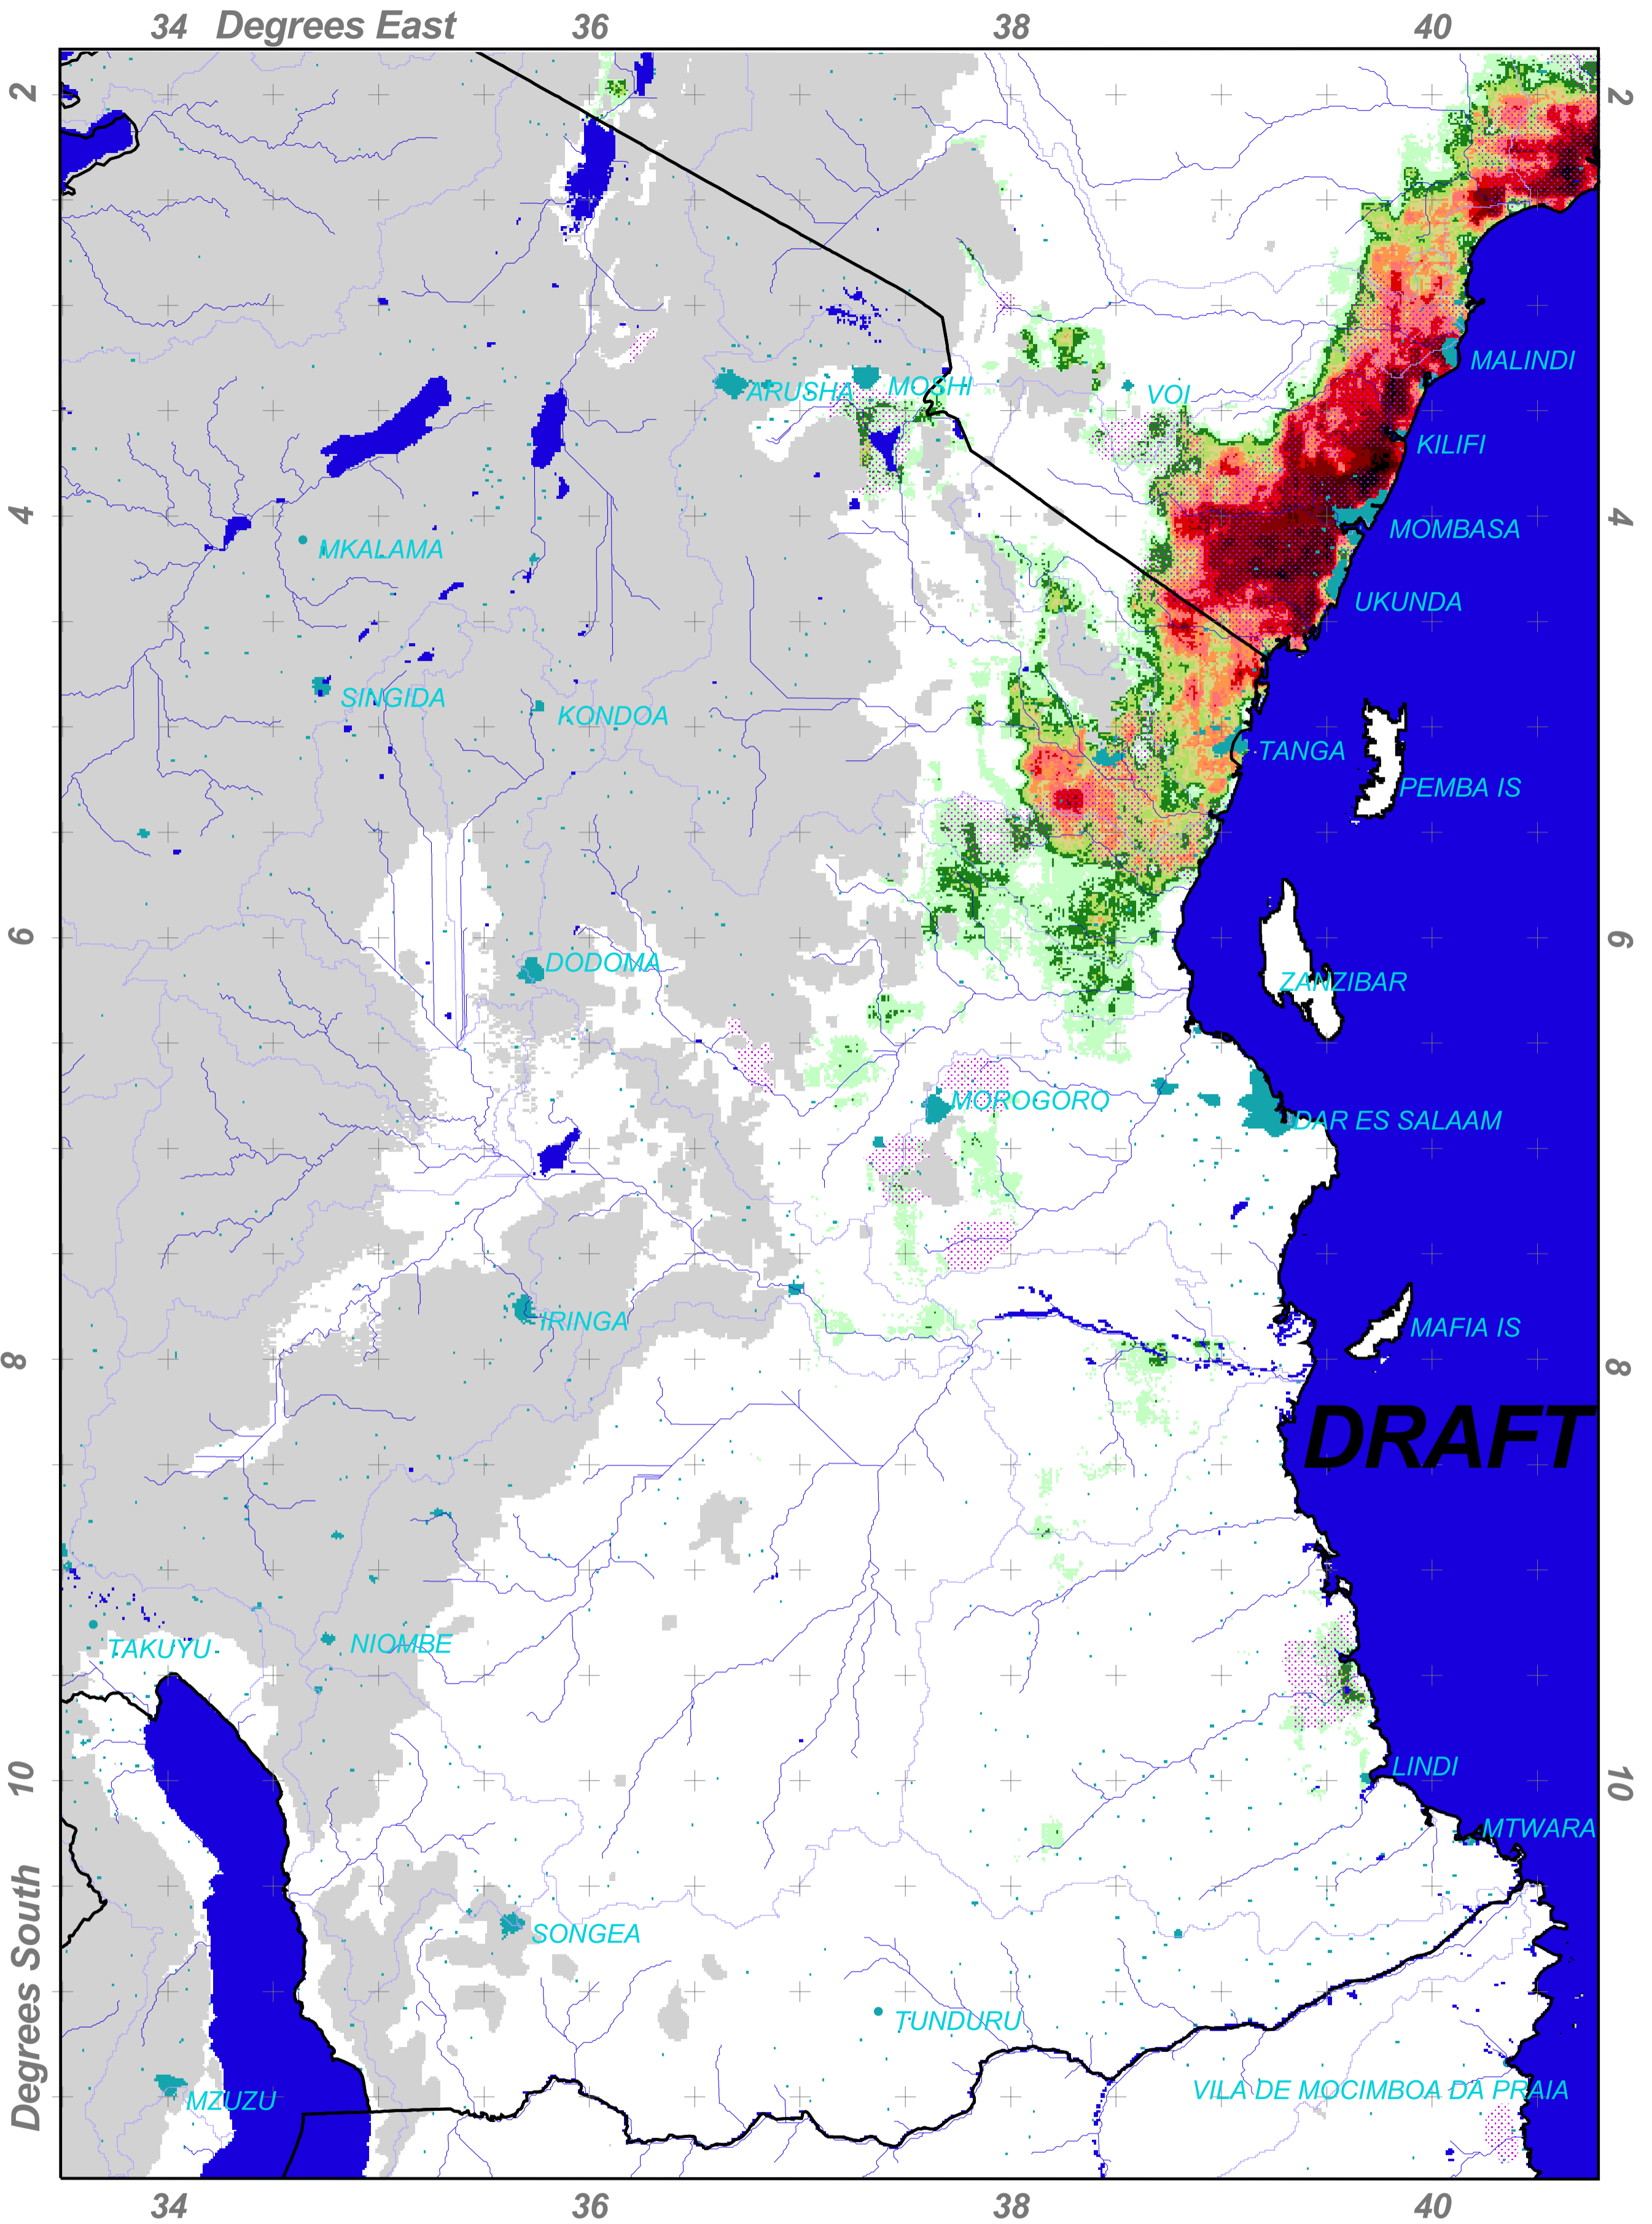 34 Degrees East 36 38 40
2 2
MALINDI
ARUSHA MOSHI VOI
KILIFI
4 4
MOMBASA
MKALAMA
UKUNDA
SINGIDA
KONDOA
TANGA
PEMBA IS
6 6
DODOMA
ZANZIBAR
MOROGORO
DAR ES SALAAM
IRINGA
MAFIA IS
8 8
DRAFT
TAKUYU NIOMBE
LINDI
10 10
MTWARA
Degrees South
SONGEA
TUNDURU
VILA DE MOCIMBOA DA PRAIA
MZUZU
34 36 38 40